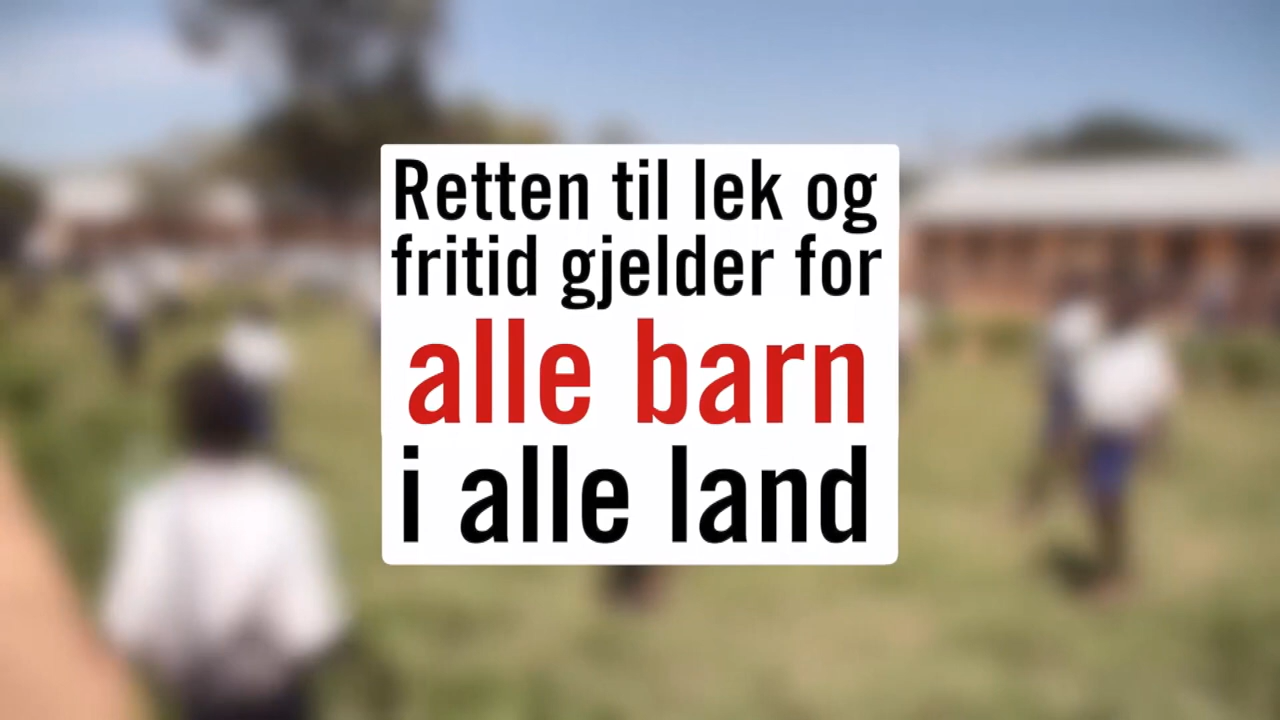 Retten til lek og
fritid gjelder for
alle barn
i alle land